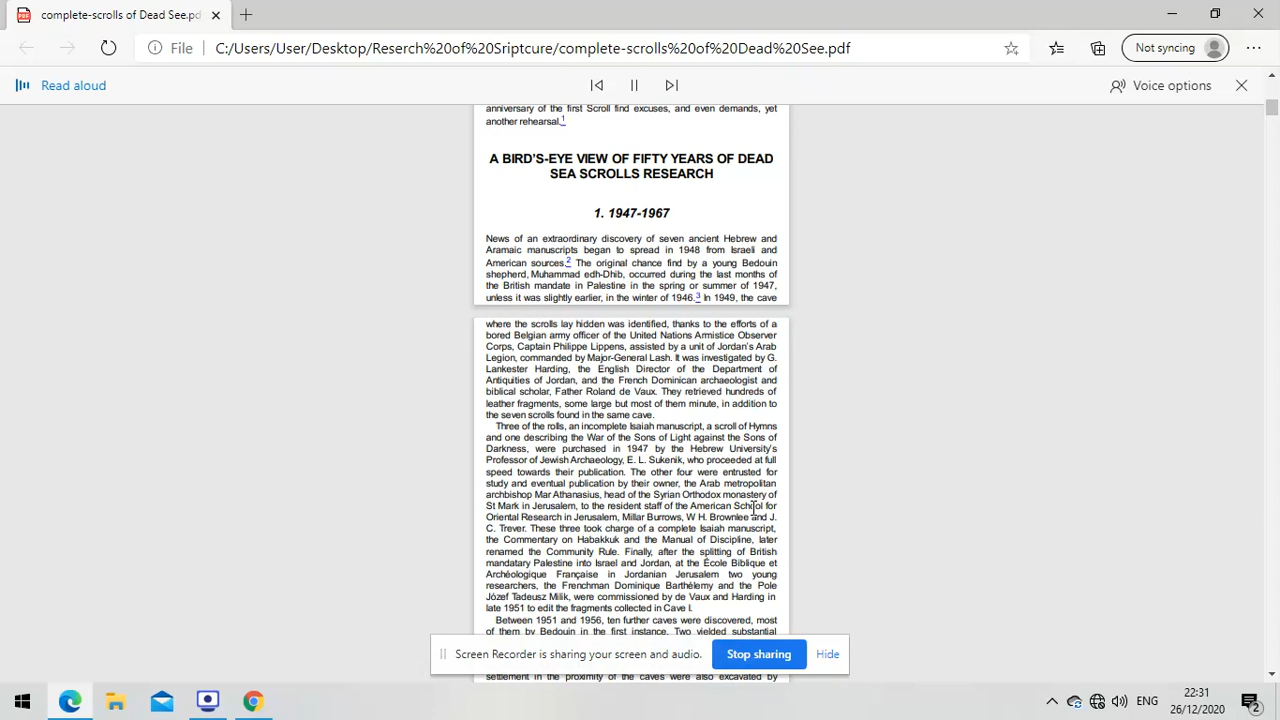 complete-scrolls of Dead See.pd
File
C:/Users/User/Desktop/Reserch%20of%20Sriptcure/complete-scrolls%20of%20Dead%20See.pdf
Not syncing
Read aloud
Voice options
anniversary of the first Scroll find excuses, and even demands, yet
another rehearsal.1
A BIRD'S-EYE VIEW OF FIFTY YEARS OF DEAD
SEA SCROLLS RESEARCH
1. 1947-1967
News of an extraordinary discovery of seven ancient Hebrew and
Aramaic manuscripts began to spread in 1948 from Israeli and
American sources.2 The original chance find by a young Bedouin
shepherd, Muhammad edh-Dhib, occurred during the last months of
the British mandate in Palestine in the spring or summer of 1947,
unless it was slightly earlier, in the winter of 1946.3 In 1949, the cave
where the scrolls lay hidden was identified, thanks to the efforts of a
bored Belgian army officer of the United Nations Armistice Observer
Corps, Captain Philippe Lippens, assisted by a unit of Jordan's Arab
Legion, commanded by Major-General Lash. It was investigated by G.
Lankester Harding, the English Director of the Department of
Antiquities of Jordan, and the French Dominican archaeologist and
biblical scholar, Father Roland de Vaux. They retrieved hundreds of
leather fragments, some large but most of them minute, in addition to
the seven scrolls found in the same cave.
Three of the rolls, an incomplete Isaiah manuscript, a scroll of Hymns
and one describing the War of the Sons of Light against the Sons of
Darkness, were purchased in 1947 by the Hebrew University's
Professor of Jewish Archaeology, E. L. Sukenik, who proceeded at full
speed towards their publication. The other four were entrusted for
study and eventual publication by their owner, the Arab metropolitan
archbishop Mar Athanasius, head of the Syrian Orthodox monastery of
St Mark in Jerusalem, to the resident staff of the American School for
Oriental Research in Jerusalem, Millar Burrows, W H. Brownlee and J.
C. Trever. These three took charge of a complete Isaiah manuscript,
the Commentary on Habakkuk and the Manual of Discipline, later
renamed the Community Rule. Finally, after the splitting of British
mandatory Palestine into Israel and Jordan, at the École Biblique et
Archéologique Française in Jordanian Jerusalem two young
researchers, the Frenchman Dominique Barthélemy and the Pole
Józef Tadeusz Milik, were commissioned by de Vaux and Harding in
late 1951 to edit the fragments collected in Cave I.
Between 1951 and 1956, ten further caves were discovered, most
of them by Bedouin in the first instance. Two yielded substantial
Screen Recorder is sharing your screen and audio.
Stop sharing
Hide
settlement in the proximity of the caves were also excavated by
ENG
22:31
26/12/2020
2